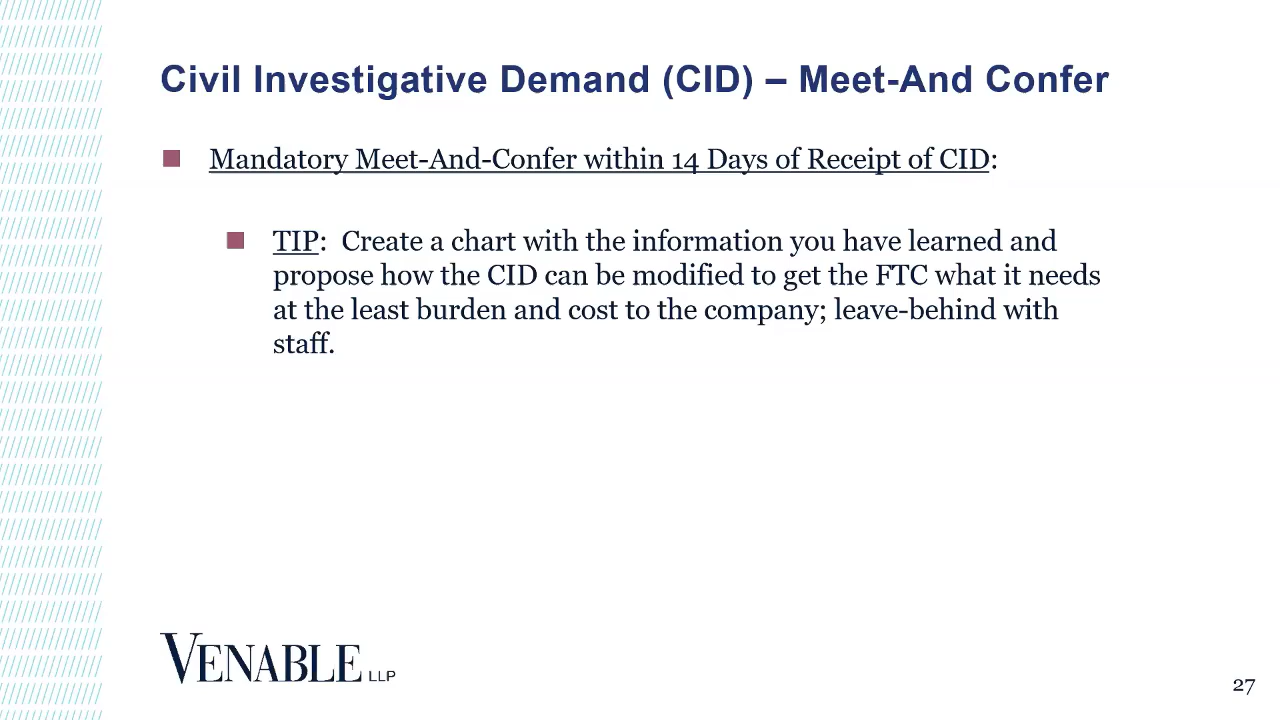 Civil Investigative Demand (CID) – Meet-And Confer
Mandatory Meet-And-Confer within 14 Days of Receipt of CID:
TIP: Create a chart with the information you have learned and
propose how the CID can be modified to get the FTC what it needs
at the least burden and cost to the company; leave-behind with
staff.
VENABLE LLP
27